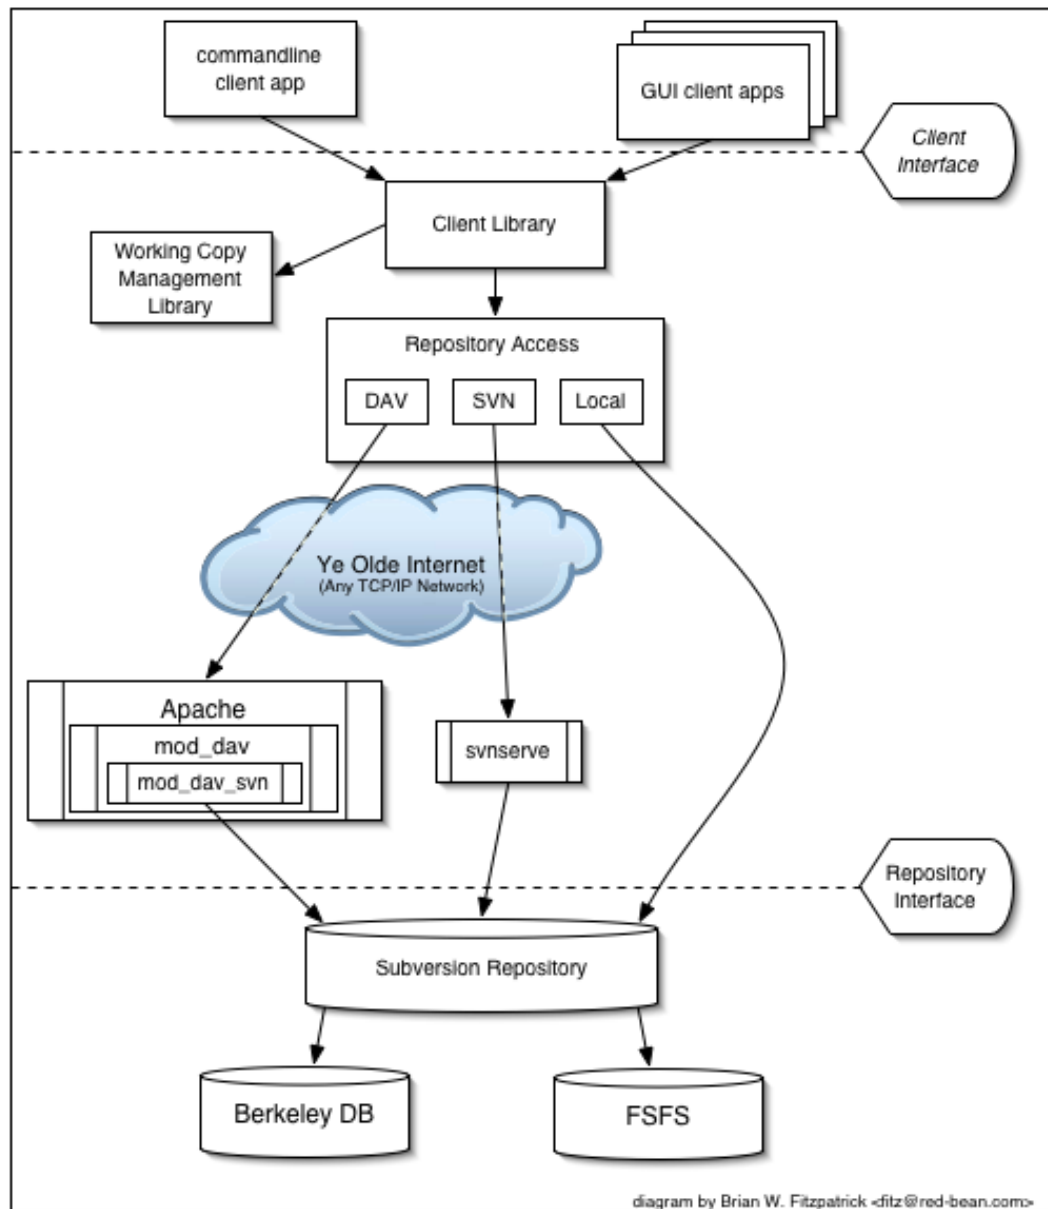 commandline
client app
GUI client apps
Client
Interface
Client Library
Working Copy
Management
Library
Repository Access
DAV
SVN
Local
Ye Olde Internet
(Any TCP/IP Network)
Apache
mod_dav
mod_dav_svn
svnserve
Repository
Interface
Subversion Repository
Berkeley DB
FSFS
diagram by Brian W. Fitzpatrick <fitz@red-bean.com>